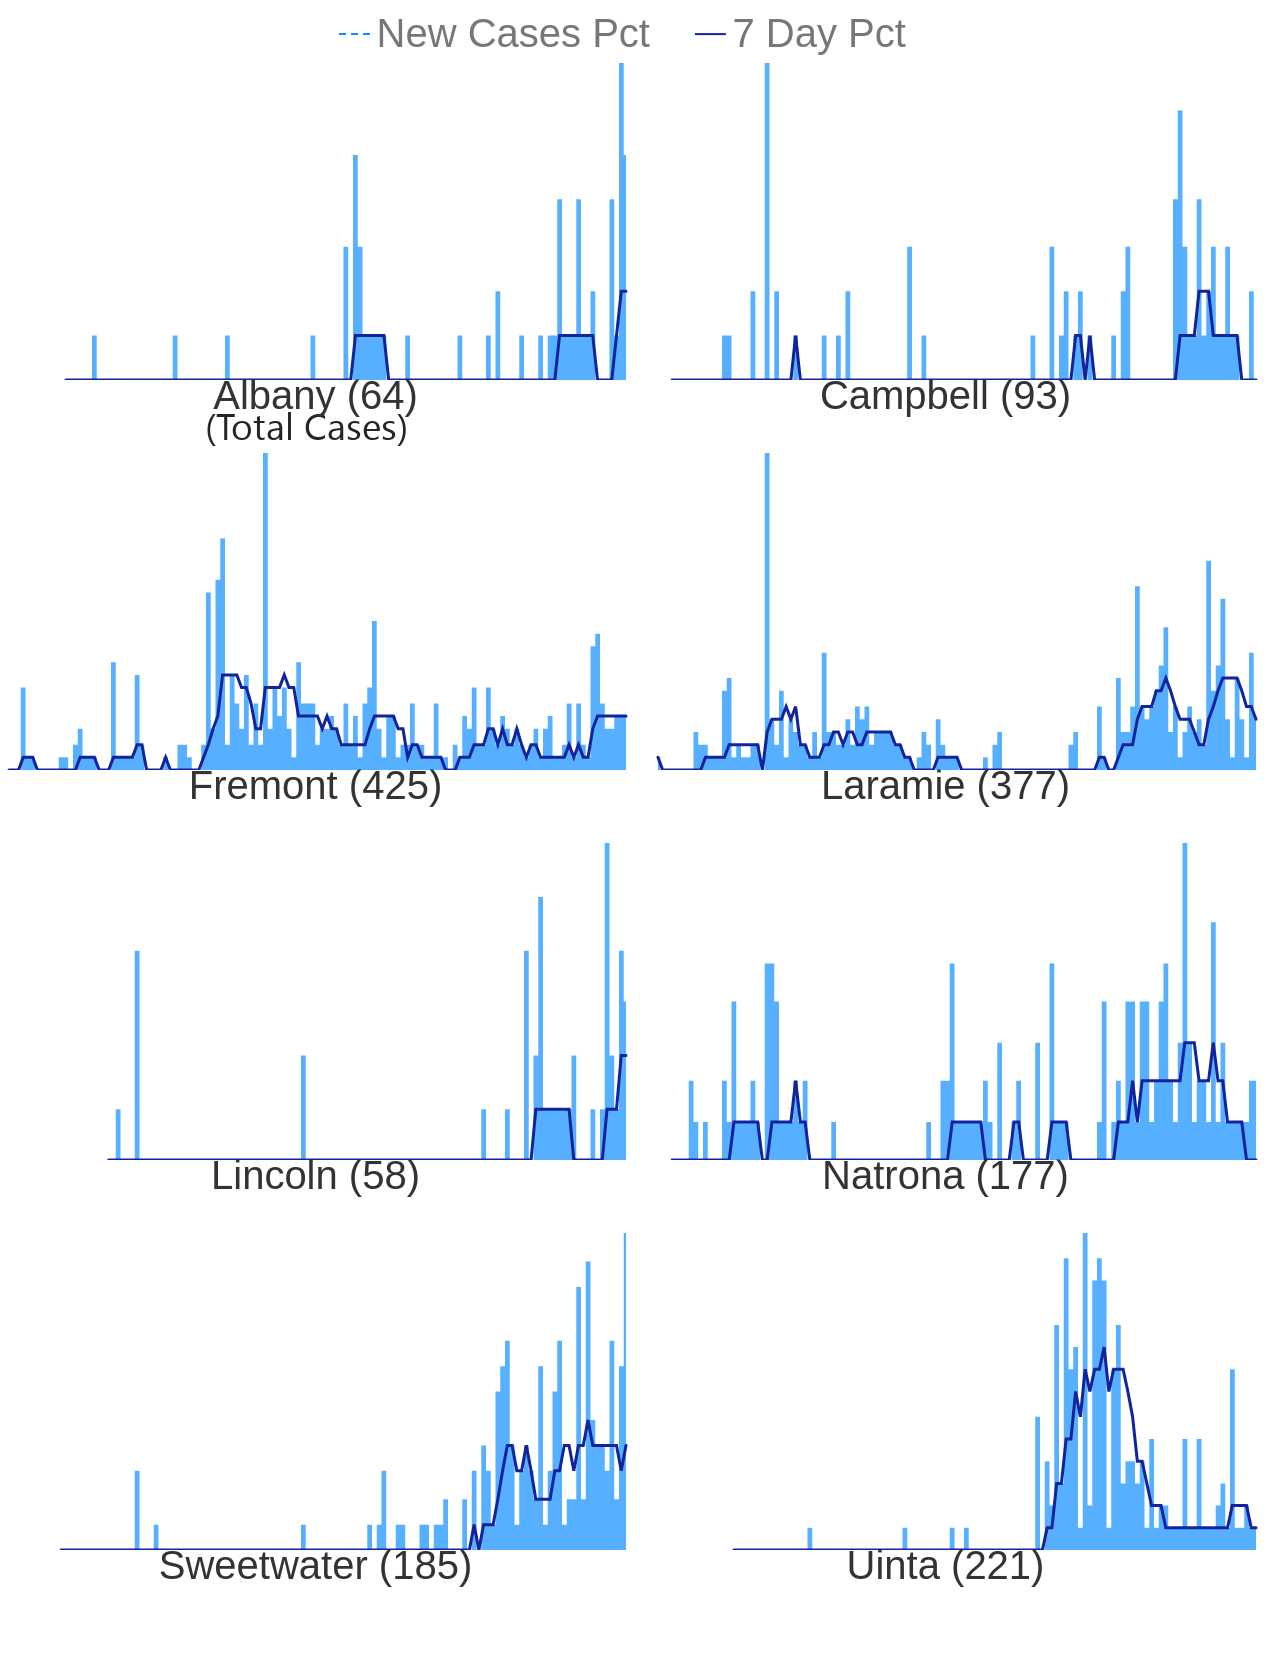 New Cases Pct 7 Day Pct
Albany (64) Campbell (93)
(Total Cases)
Fremont (425) Laramie (377)
Lincoln (58) Natrona (177)
Sweetwater (185) Uinta (221)